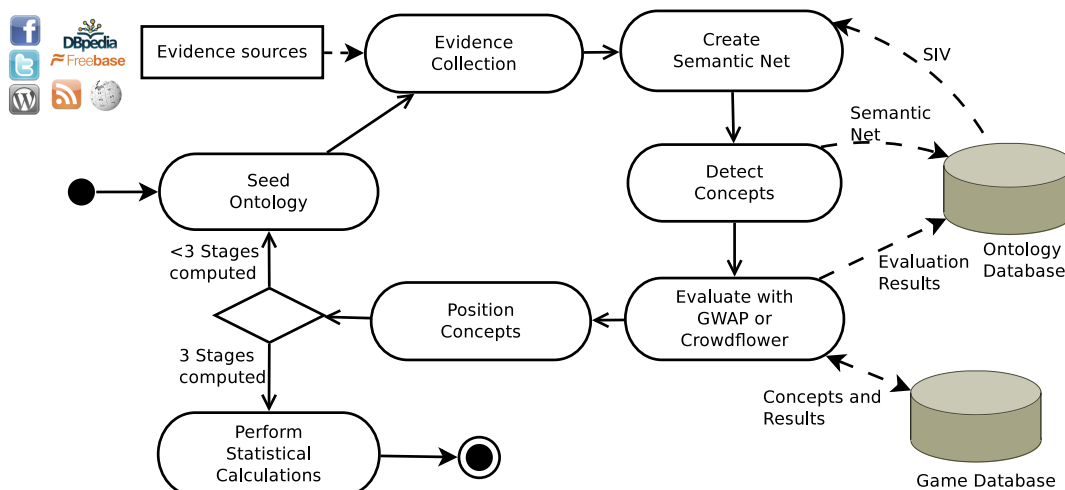 DBpedia
Freebase
Evidence sources
Evidence
Collection
Create
Semantic Net
SIV
Semantic
Net
Seed
Ontology
Detect
Concepts
Ontology
Database
<3 Stages
computed
Evaluation
Results
Position
Concepts
Evaluate with
GWAP or
Crowdflower
3 Stages
computed
Concepts and
Results
Perform
Statistical
Calculations
Game Database